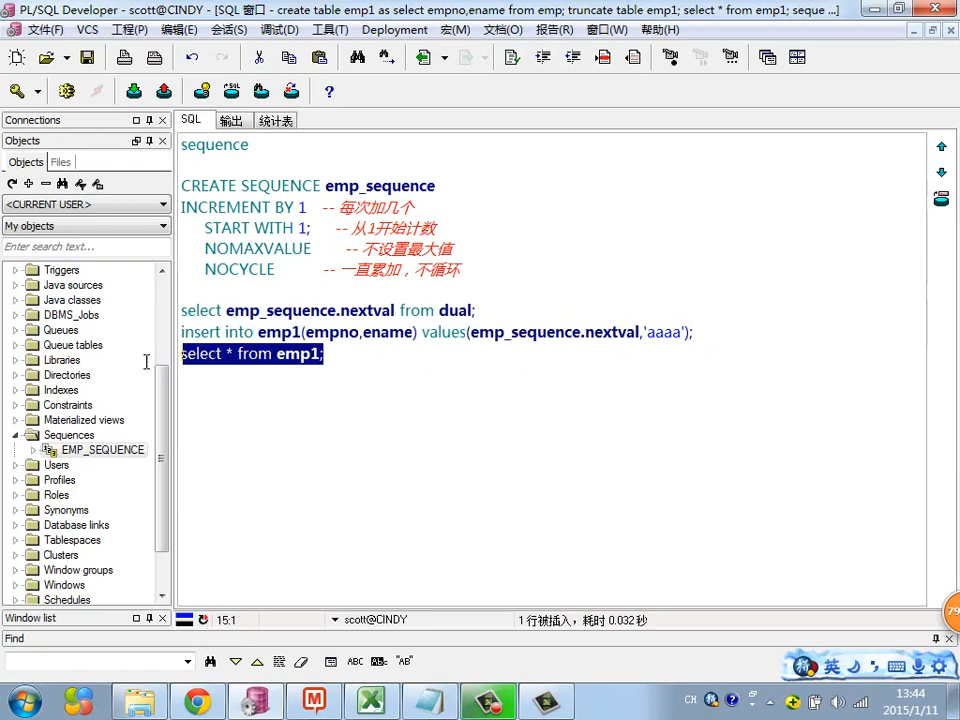 PL/SQL Developer - scott@CINDY - [SQL 窗口 - create table emp1 as select empno,ename from emp; truncate table emp1; select * from emp1; seque ...]
文件(F) VCS 工程(P) 编辑(E) 会话(S) 调试(D) 工具(T) Deployment 宏(M) 文档(O) 报告(R) 窗口(W) 帮助(H)
Connections
Objects
Objects Files
<CURRENT USER>
My objects
Enter search text...
Triggers
Java sources
Java classes
DBMS_Jobs
Queues
Queue tables
Libraries
Directories
Indexes
Constraints
Materialized views
Sequences
EMP_SEQUENCE
Users
Profiles
Roles
Synonyms
Database links
Tablespaces
Clusters
Window groups
Windows
Schedules
Window list
SQL 输出 统计表
sequence
CREATE SEQUENCE emp_sequence
INCREMENT BY 1 -- 每次加几个
START WITH 1; -- 从1开始计数
NOMAXVALUE -- 不设置最大值
NOCYCLE -- 一直累加，不循环
select emp_sequence.nextval from dual;
insert into emp1(empno,ename) values(emp_sequence.nextval,'aaaa');
select * from emp1;
15:1 scott@CINDY 1 行被插入，耗时 0.032 秒
Find
ABC "AB"
英
79
CH 13:44
2015/1/11